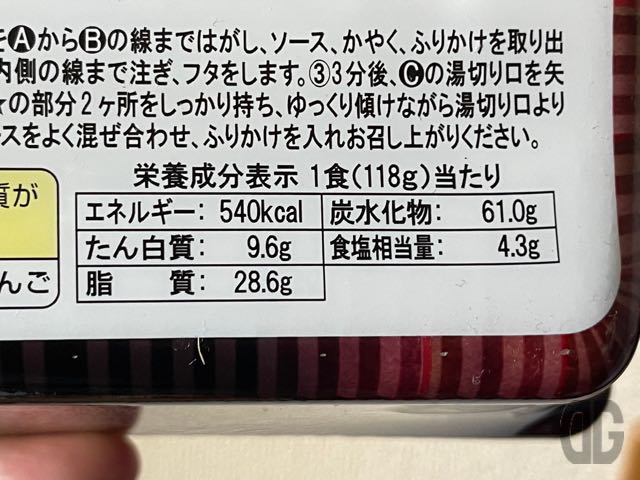 をⒶからⒷの線まではがし、ソース、かやく、ふりかけを取り出
内側の線まで注ぎ、フタをします。③3分後、Ⓒの湯切り口を矢
★の部分2ヶ所をしっかり持ち、ゆっくり傾けながら湯切り口より
ースをよく混ぜ合わせ、ふりかけを入れお召し上がりください。
栄養成分表示 1食(118g)当たり
質が
エネルギー: 540kcal 炭水化物: 61.0g
たん白質: 9.6g 食塩相当量: 4.3g
んご
脂 質: 28.6g
DG